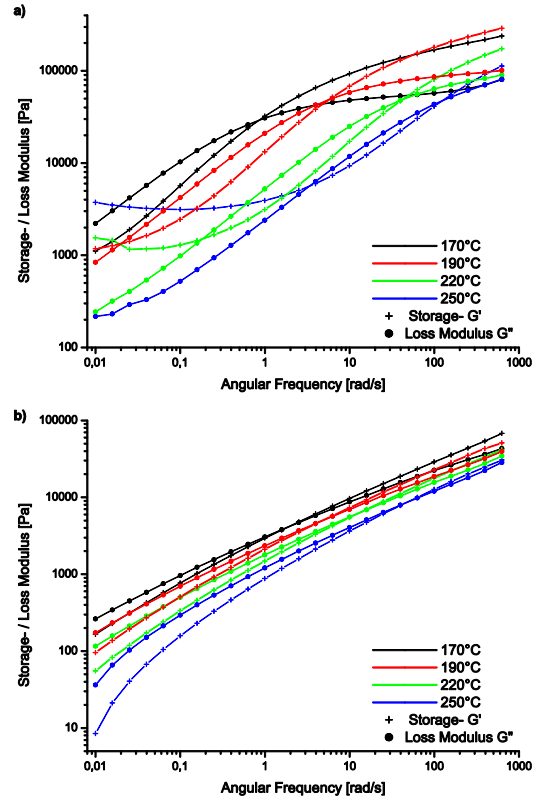 a)
Storage- / Loss Modulus [Pa]
100000
10000
1000
100
170°C
190°C
220°C
250°C
Storage- G'
Loss Modulus G"
0,01
0,1
1
10
100
1000
Angular Frequency [rad/s]
b)
Storage- / Loss Modulus [Pa]
100000
10000
1000
100
10
170°C
190°C
220°C
250°C
Storage- G'
Loss Modulus G"
0,01
0,1
1
10
100
1000
Angular Frequency [rad/s]